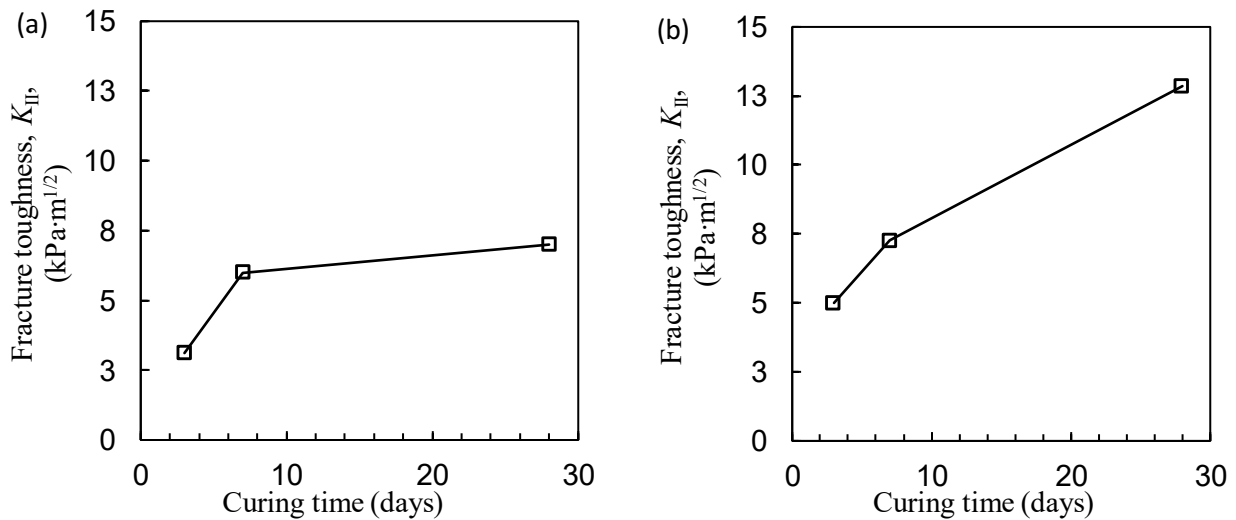 (a)
Fracture toughness, K_II,
(kPa·m^1/2)
15
13
10
8
5
3
0
0 10 20 30
Curing time (days)
(b)
Fracture toughness, K_II,
(kPa·m^1/2)
15
13
10
8
5
3
0
0 10 20 30
Curing time (days)